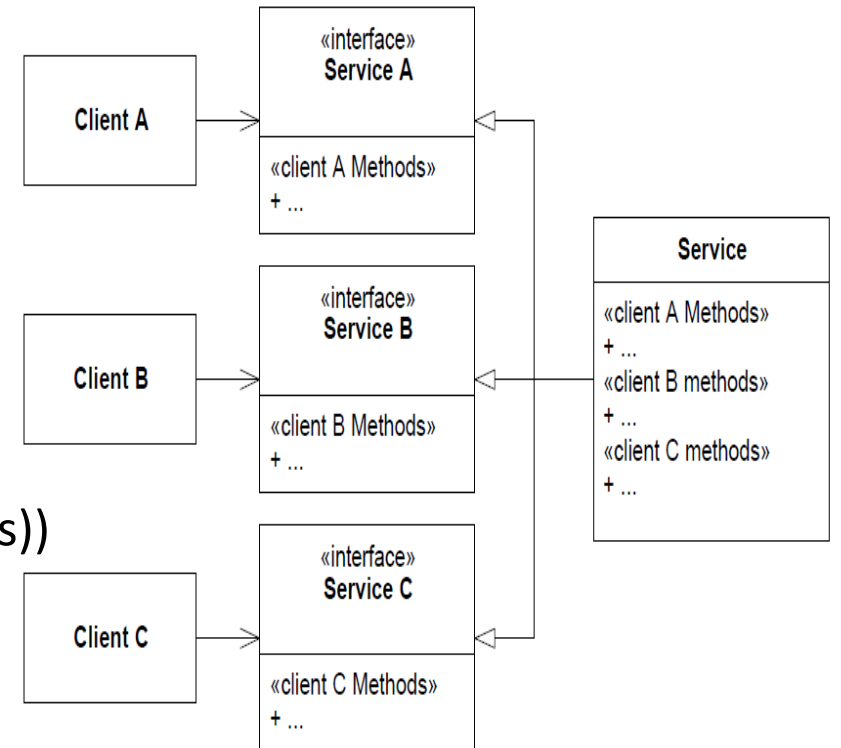 Client A
«interface»
Service A
«client A Methods»
+ ...
Client B
«interface»
Service B
«client B Methods»
+ ...
s))
Client C
«interface»
Service C
«client C Methods»
+ ...
Service
«client A Methods»
+ ...
«client B methods»
+ ...
«client C methods»
+ ...